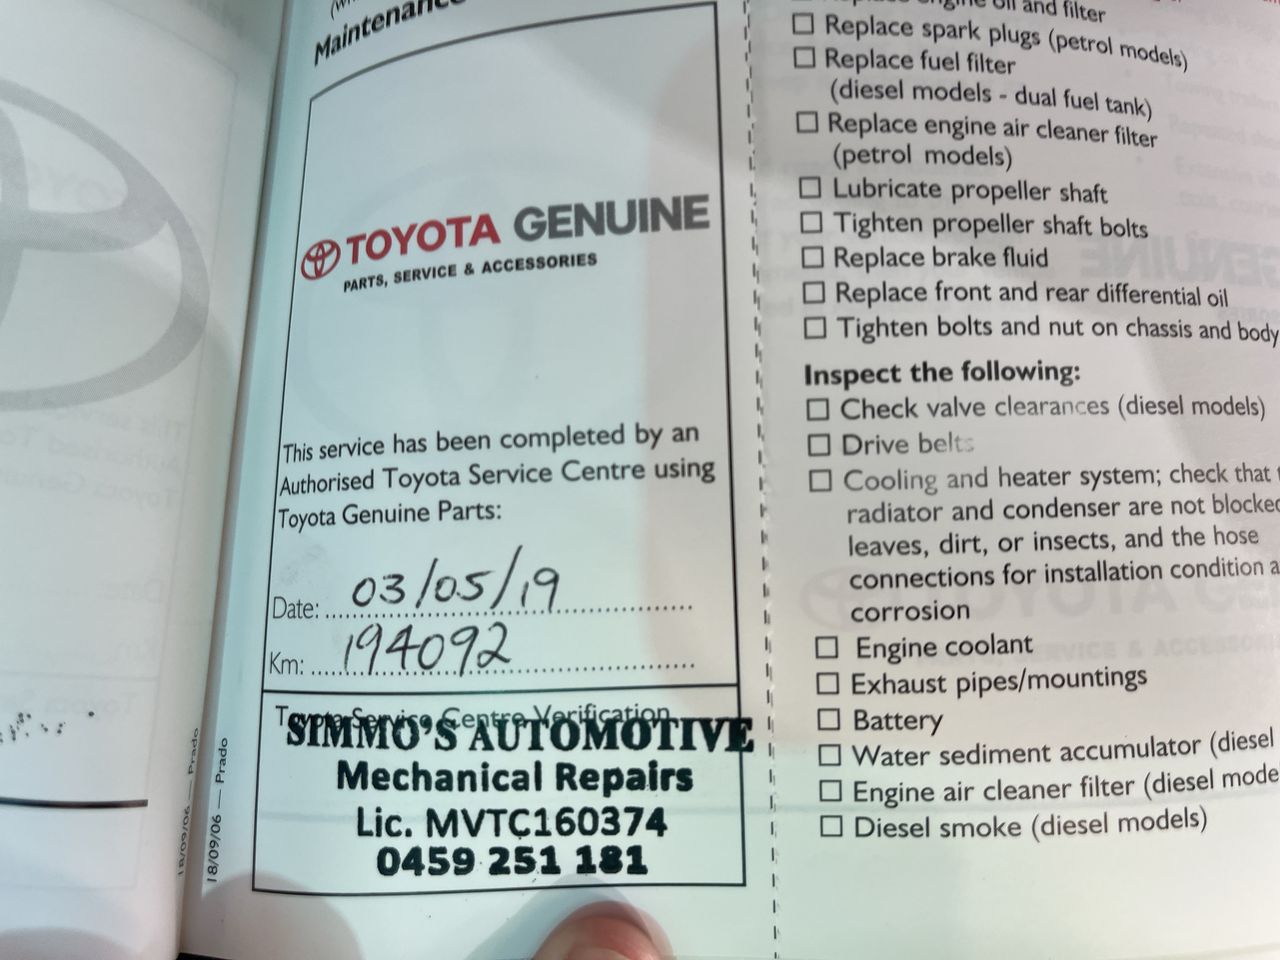 Maintenance
TOYOTA GENUINE
PARTS, SERVICE & ACCESSORIES
This service has been completed by an
Authorised Toyota Service Centre using
Toyota Genuine Parts:
Date: 03/05/19
Km: 194092
Toyota Service Centre Verification
SIMMO'S AUTOMOTIVE
Mechanical Repairs
Lic. MVTC160374
0459 251 181
18/09/06 — Prado
18/09/06 — Prado
engine oil and filter
Replace spark plugs (petrol models)
Replace fuel filter
(diesel models - dual fuel tank)
Replace engine air cleaner filter
(petrol models)
Lubricate propeller shaft
Tighten propeller shaft bolts
Replace brake fluid
Replace front and rear differential oil
Tighten bolts and nut on chassis and body
Inspect the following:
Check valve clearances (diesel models)
Drive belts
Cooling and heater system; check that
radiator and condenser are not blocked
leaves, dirt, or insects, and the hose
connections for installation condition
corrosion
Engine coolant
Exhaust pipes/mountings
Battery
Water sediment accumulator (diesel
Engine air cleaner filter (diesel
Diesel smoke (diesel models)